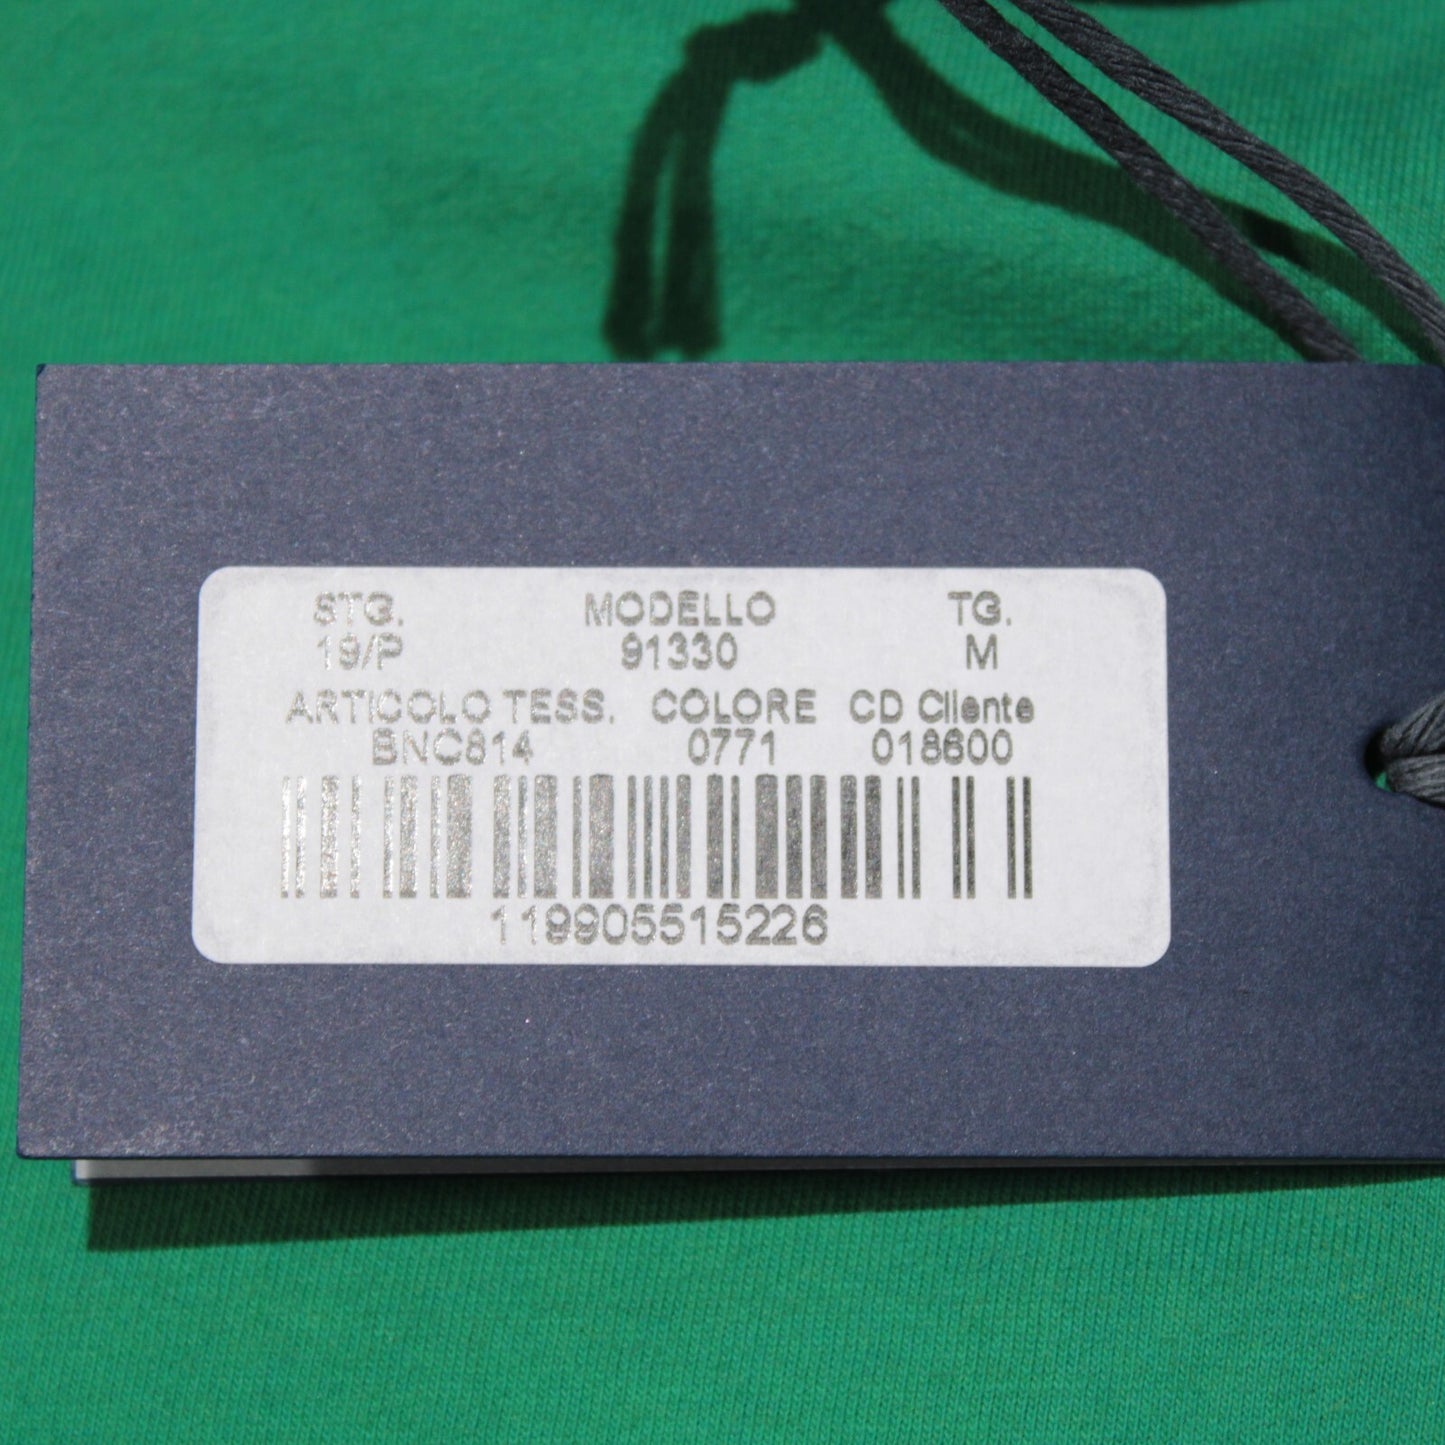 STG. MODELLO TG.
19/P 91330 M
ARTICOLO TESS. COLORE CD Cliente
BNC814 0771 018600
119905515226